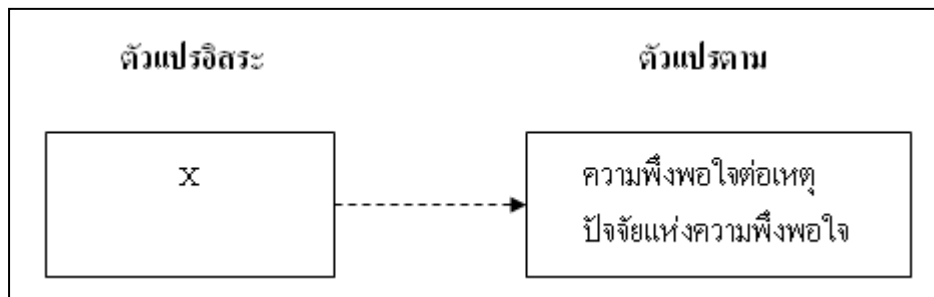 ตัวแปรอิสระ
ตัวแปรตาม
X
ความพึงพอใจต่อเหตุ
ปัจจัยแห่งความพึงพอใจ